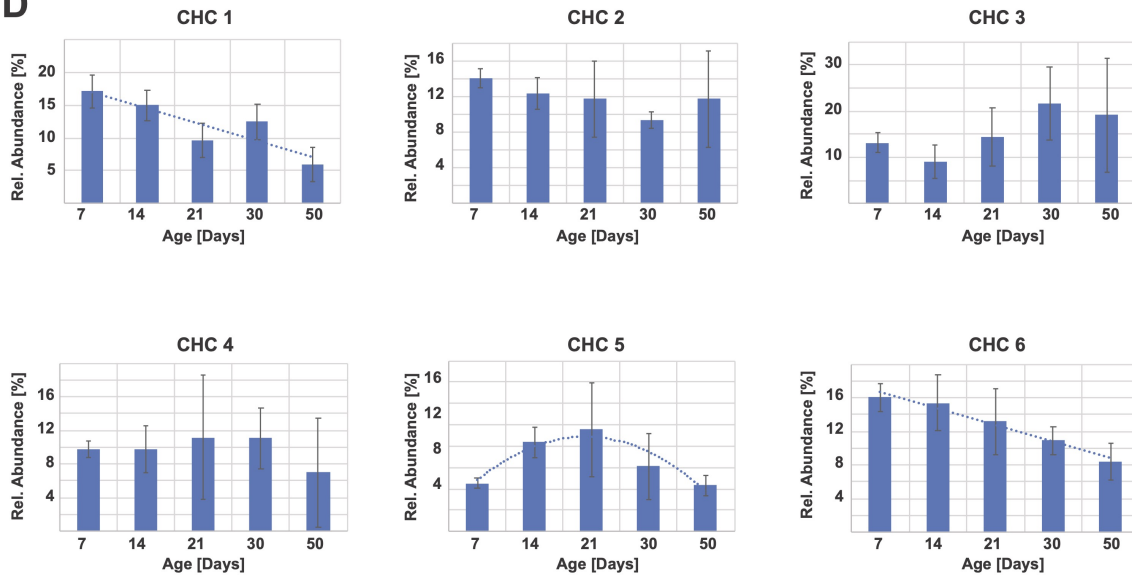 D
CHC 1
Rel. Abundance [%]
20
15
10
5
7 14 21 30 50
Age [Days]
CHC 2
Rel. Abundance [%]
16
12
8
4
7 14 21 30 50
Age [Days]
CHC 3
Rel. Abundance [%]
30
20
10
7 14 21 30 50
Age [Days]
CHC 4
Rel. Abundance [%]
16
12
8
4
7 14 21 30 50
Age [Days]
CHC 5
Rel. Abundance [%]
16
12
8
4
7 14 21 30 50
Age [Days]
CHC 6
Rel. Abundance [%]
16
12
8
4
7 14 21 30 50
Age [Days]